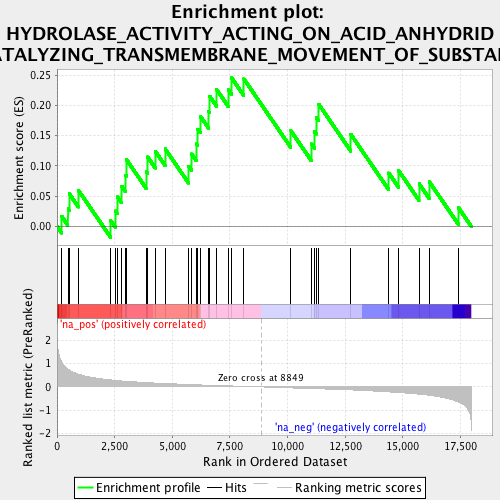 Enrichment plot:
HYDROLASE_ACTIVITY_ACTING_ON_ACID_ANHYDRID
ATALYZING_TRANSMEMBRANE_MOVEMENT_OF_SUBSTAN
Enrichment score (ES)
0.25
0.20
0.15
0.10
0.05
0.00
'na_pos' (positively correlated)
Ranked list metric (PreRanked)
2
1
0
-1
-2
Zero cross at 8849
'na_neg' (negatively correlated)
0
2,500
5,000
7,500
10,000
12,500
15,000
17,500
Rank in Ordered Dataset
Enrichment profile
Hits
Ranking metric scores